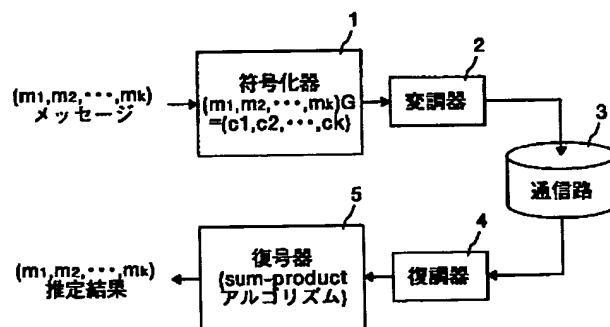 1
符号化器
(m1,m2,･･･,mk)G
=(c1,c2,･･･,ck)
(m1,m2,･･･,mk)
メッセージ
2
変調器
3
通信路
4
復調器
5
復号器
(sum-product
アルゴリズム)
(m1,m2,･･･,mk)
推定結果